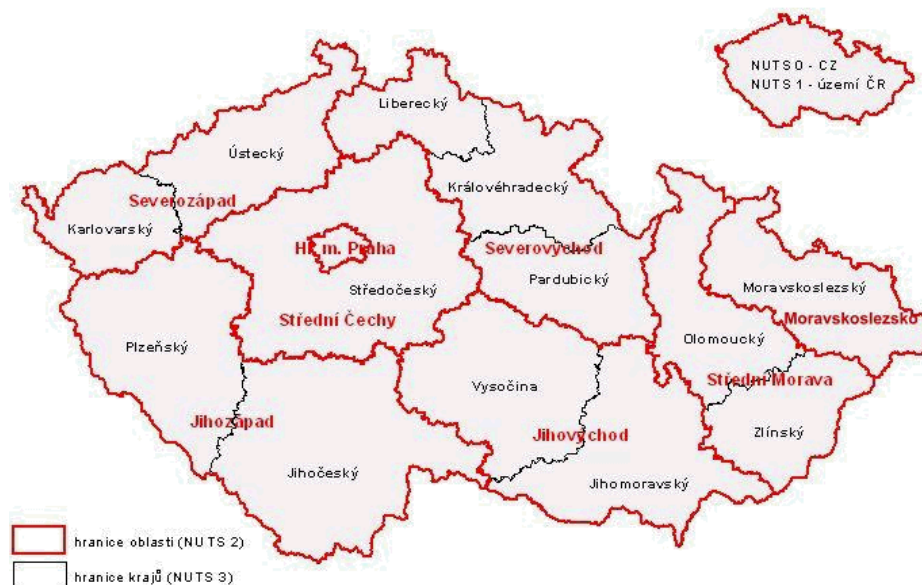 NUTS 0 - CZ
NUTS 1 - území ČR
Liberecký
Ústecký
Královéhradecký
Severozápad
Karlovarský
Hl. m. Praha
Severovýchod
Pardubický
Středočeský
Moravskoslezský
Střední Čechy
Moravskoslezsko
Olomoucký
Plzeňský
Vysočina
Střední Morava
Jihozápad
Jihovýchod
Zlínský
Jihočeský
Jihomoravský
hranice oblasti (NUTS 2)
hranice krajů (NUTS 3)